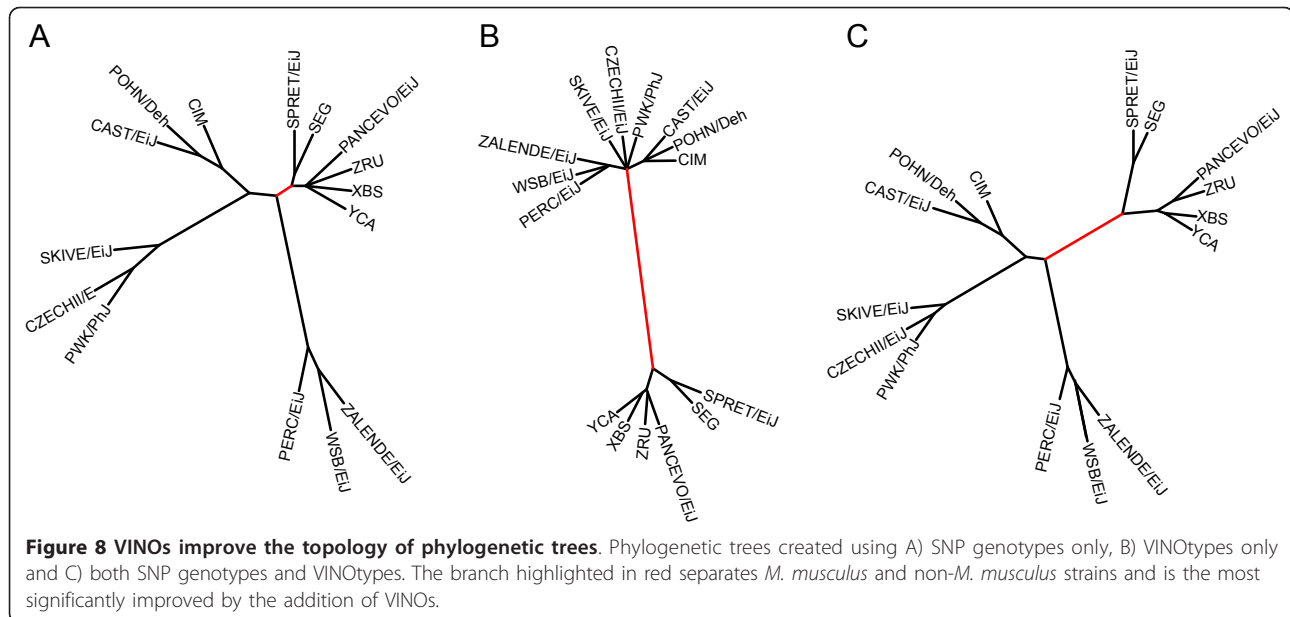 A
B
C
POHN/Deh
CIM
CAST/EiJ
SPRET/EiJ
SEG
PANCEVO/EiJ
ZRU
XBS
YCA
SKIVE/EiJ
CZECHII/E
PWK/PhJ
PERC/EiJ
WSB/EiJ
ZALENDE/EiJ
SKIVE/EiJ
CZECHII/EiJ
PWK/PhJ
CAST/EiJ
POHN/Deh
CIM
ZALENDE/EiJ
WSB/EiJ
PERC/EiJ
YCA
XBS
ZRU
PANCEVO/EiJ
SEG
SPRET/EiJ
SPRET/EiJ
SEG
PANCEVO/EiJ
ZRU
XBS
YCA
POHN/Deh
CIM
CAST/EiJ
SKIVE/EiJ
CZECHII/EiJ
PWK/PhJ
PERC/EiJ
WSB/EiJ
ZALENDE/EiJ
Figure 8 VINOs improve the topology of phylogenetic trees. Phylogenetic trees created using A) SNP genotypes only, B) VINOtypes only
and C) both SNP genotypes and VINOtypes. The branch highlighted in red separates M. musculus and non-M. musculus strains and is the most
significantly improved by the addition of VINOs.